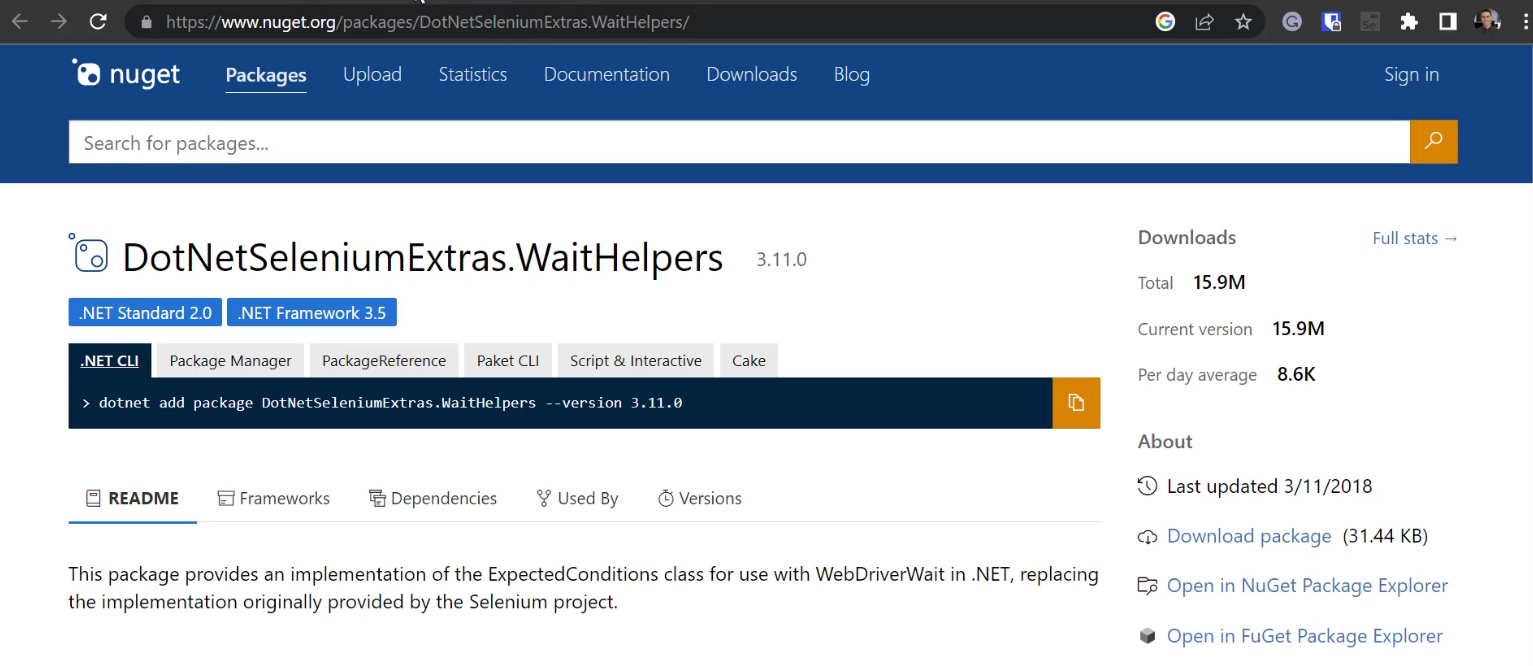 https://www.nuget.org/packages/DotNetSeleniumExtras.WaitHelpers/
nuget Packages Upload Statistics Documentation Downloads Blog Sign in
Search for packages...
DotNetSeleniumExtras.WaitHelpers 3.11.0
.NET Standard 2.0 .NET Framework 3.5
.NET CLI Package Manager PackageReference Paket CLI Script & Interactive Cake
> dotnet add package DotNetSeleniumExtras.WaitHelpers --version 3.11.0
README Frameworks Dependencies Used By Versions
This package provides an implementation of the ExpectedConditions class for use with WebDriverWait in .NET, replacing
the implementation originally provided by the Selenium project.
Downloads Full stats →
Total 15.9M
Current version 15.9M
Per day average 8.6K
About
Last updated 3/11/2018
Download package (31.44 KB)
Open in NuGet Package Explorer
Open in FuGet Package Explorer